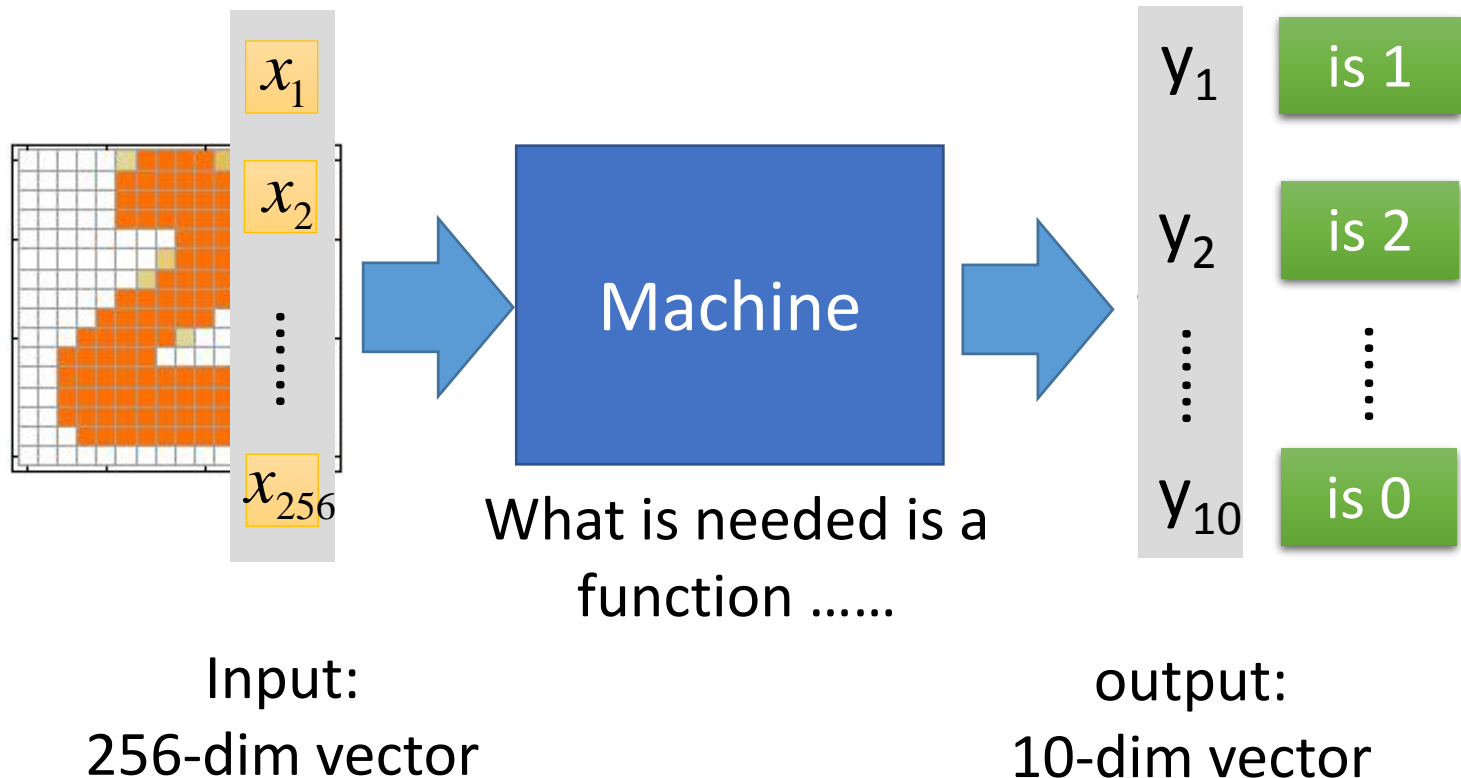 x₁
x₂
⋮
x₂₅₆
Machine
What is needed is a
function ……
y₁
y₂
⋮
y₁₀
is 1
is 2
⋮
is 0
Input:
256-dim vector
output:
10-dim vector